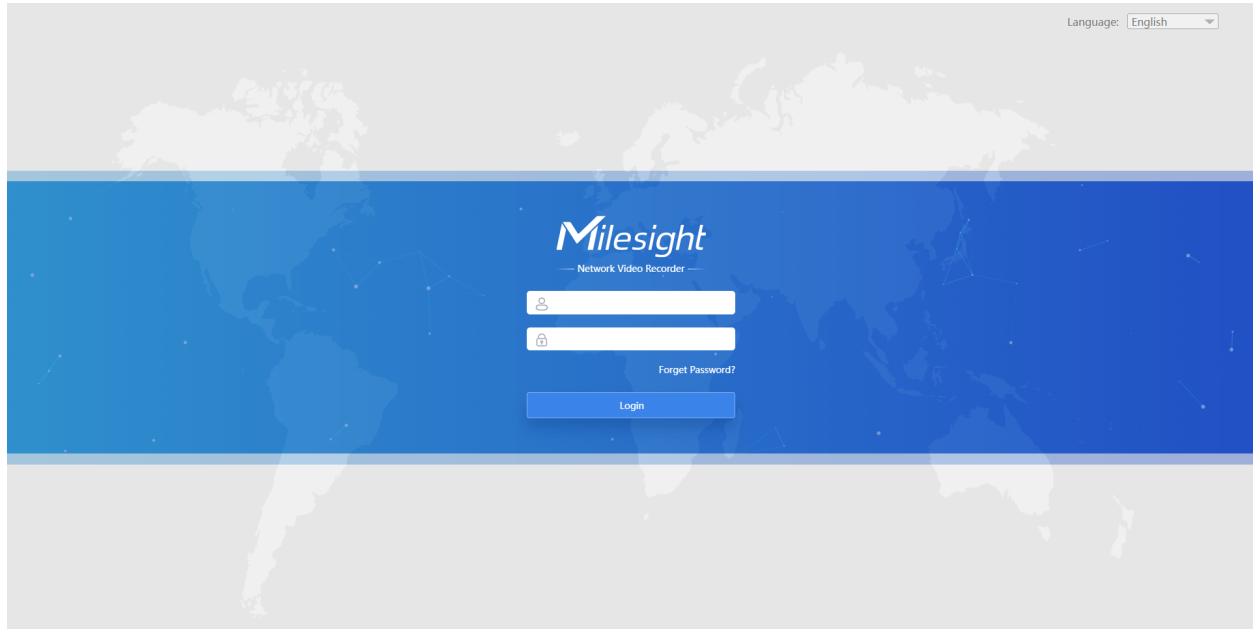 Language: English
Milesight
Network Video Recorder
Forget Password?
Login